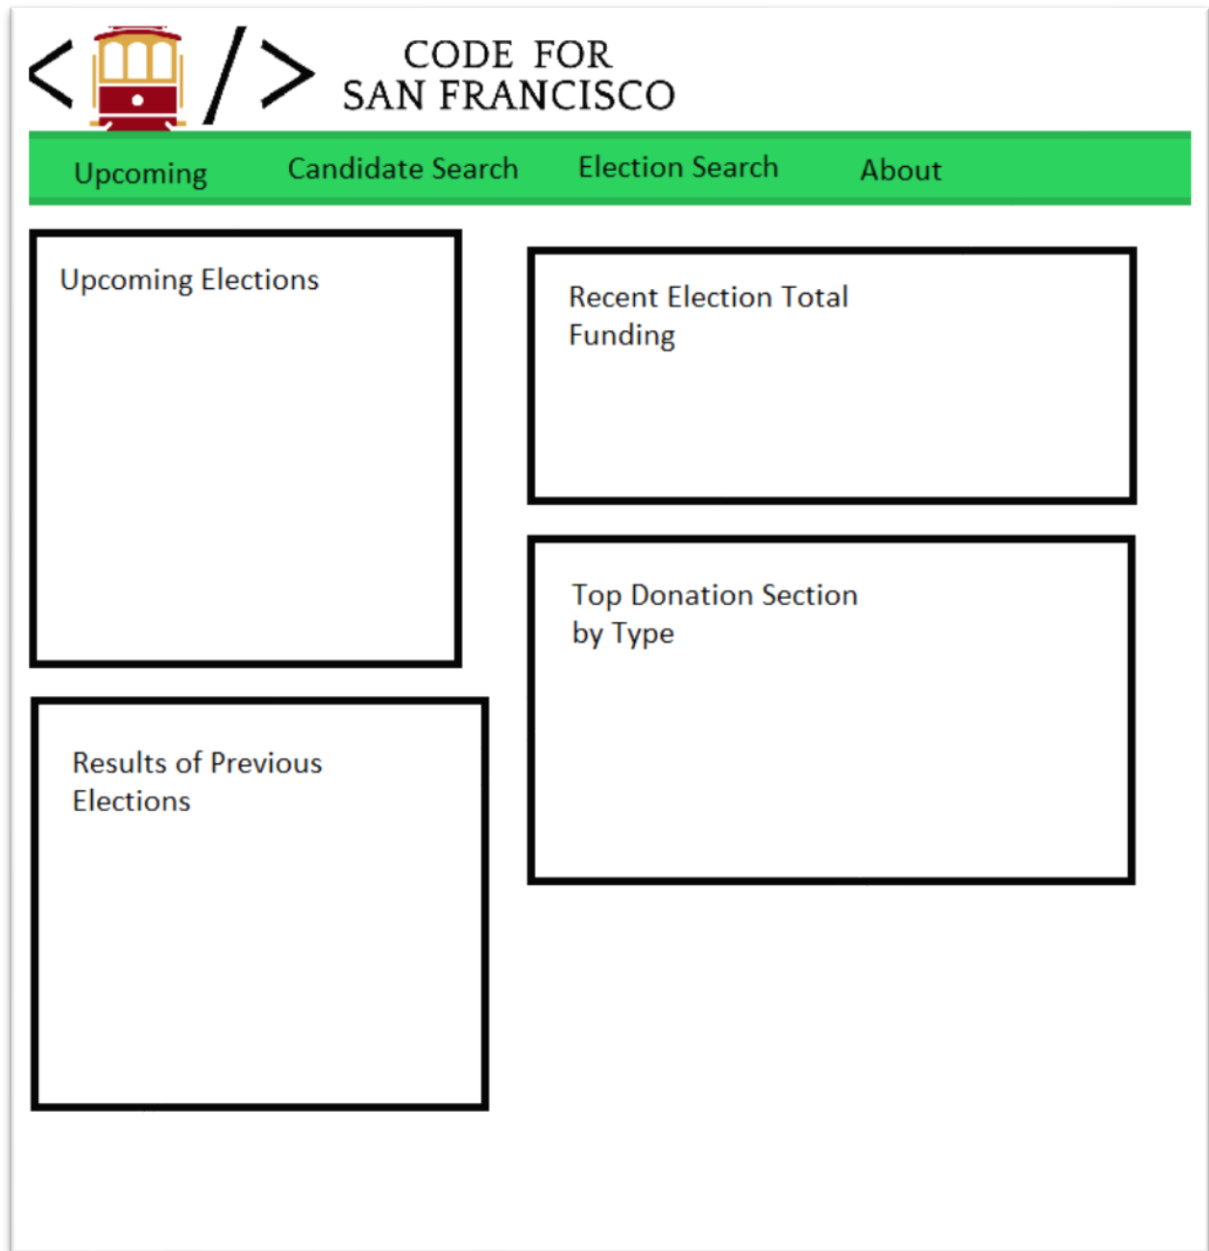 CODE FOR
SAN FRANCISCO
Upcoming
Candidate Search
Election Search
About
Upcoming Elections
Recent Election Total
Funding
Top Donation Section
by Type
Results of Previous
Elections